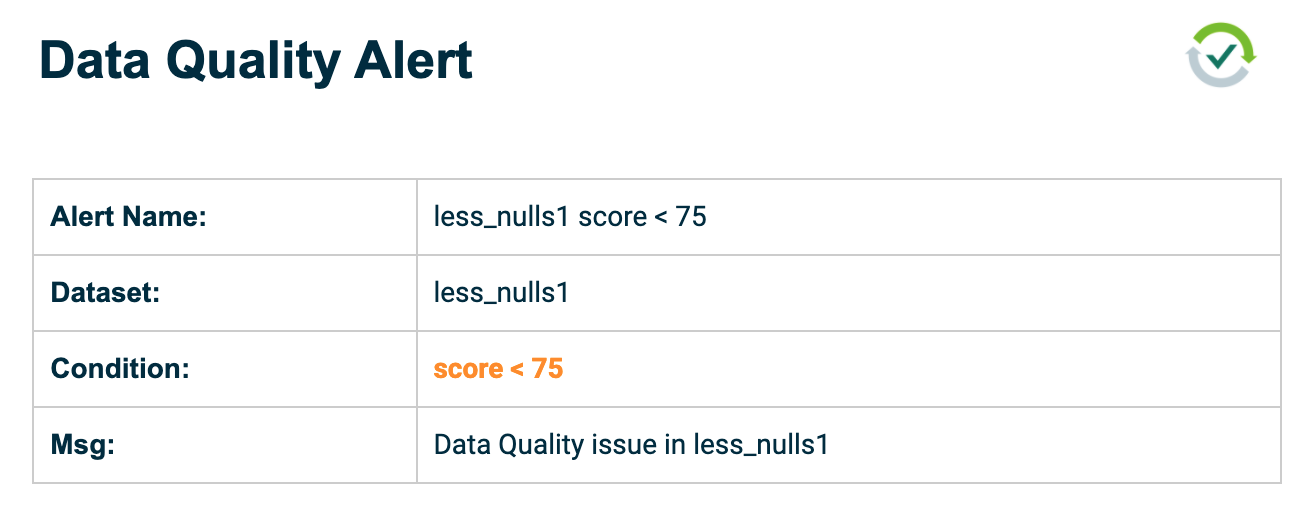 Data Quality Alert
Alert Name: less_nulls1 score < 75
Dataset: less_nulls1
Condition: score < 75
Msg: Data Quality issue in less_nulls1